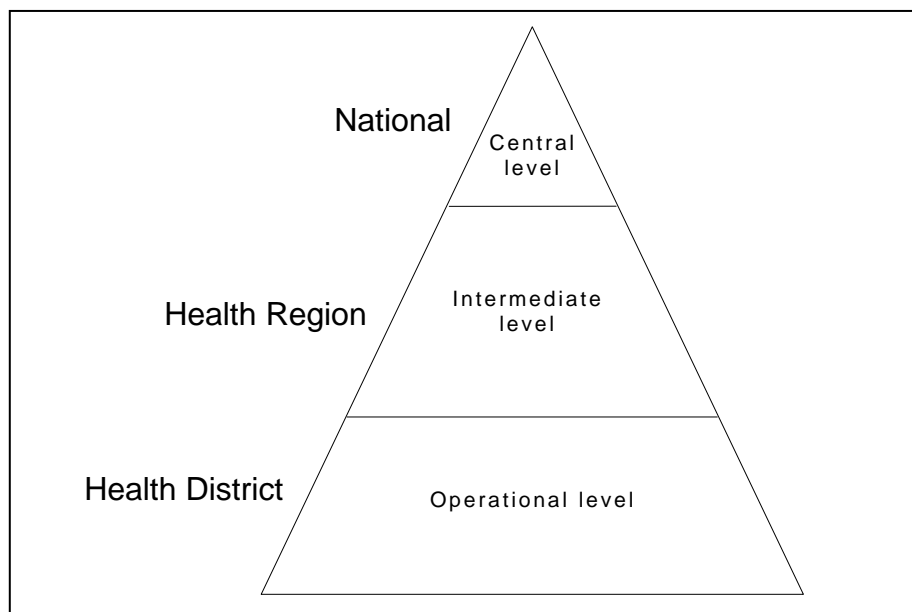 National
Central
level
Health Region
Intermediate
level
Health District
Operational level